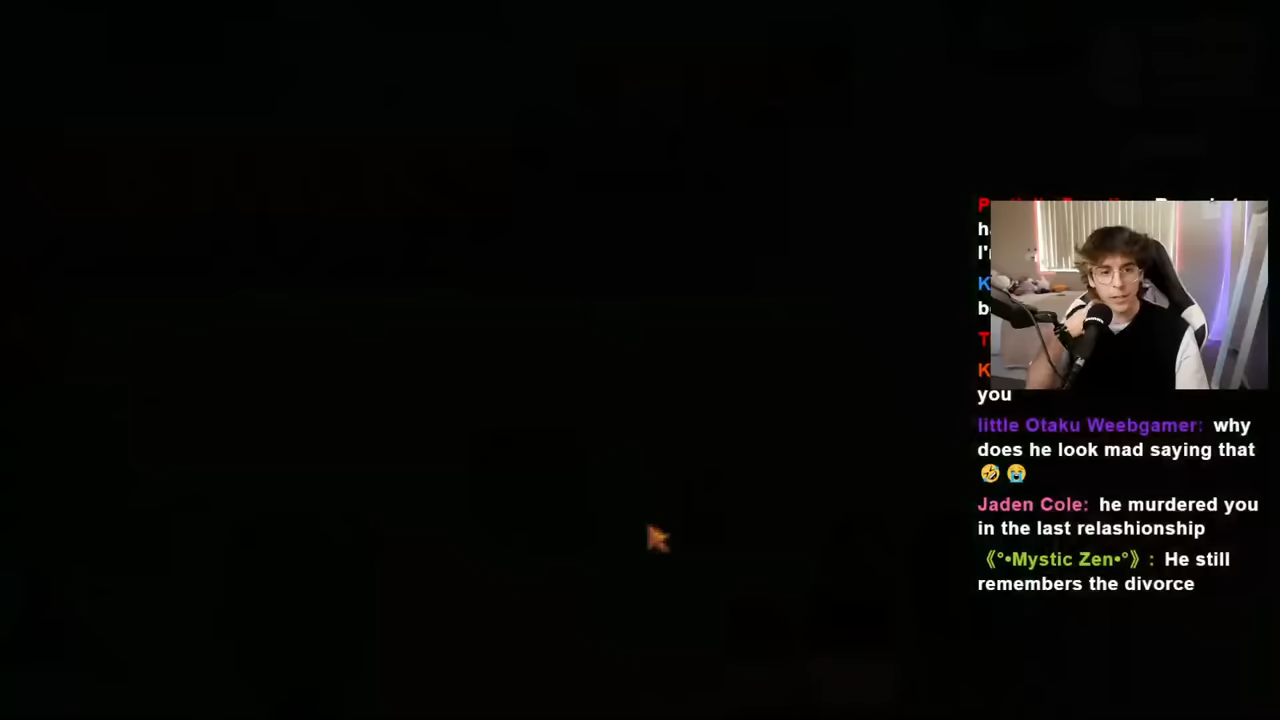 you
little Otaku Weebgamer: why
does he look mad saying that
🤣 😭
Jaden Cole: he murdered you
in the last relashionship
《°•Mystic Zen•°》: He still
remembers the divorce